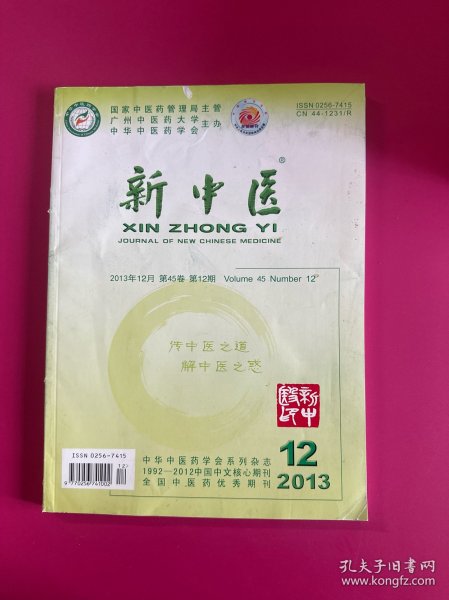 国家中医药管理局主管
广州中医药大学
中华中医药学会
主办
ISSN 0256-7415
CN 44-1231/R
新中医®
XIN ZHONG YI
JOURNAL OF NEW CHINESE MEDICINE
2013年12月 第45卷 第12期 Volume 45 Number 12
传中医之道
解中医之惑
ISSN 0256-7415
12
9 770256 741002
中华中医药学会系列杂志
1992—2012中国中文核心期刊
全国中医药优秀期刊
12
2013
孔夫子旧书网
www.kongfz.com